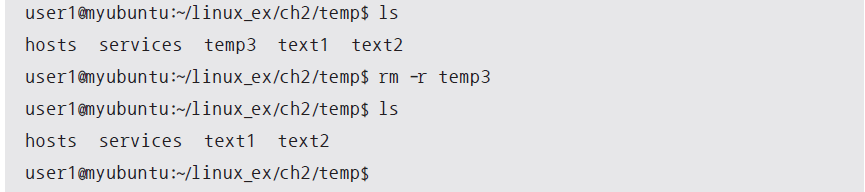 user1@myubuntu:~/linux_ex/ch2/temp$ ls
hosts  services  temp3  text1  text2
user1@myubuntu:~/linux_ex/ch2/temp$ rm -r temp3
user1@myubuntu:~/linux_ex/ch2/temp$ ls
hosts  services  text1  text2
user1@myubuntu:~/linux_ex/ch2/temp$